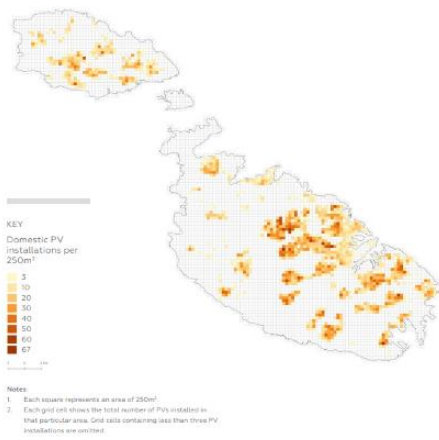 KEY
Domestic PV
installations per
250m²
3
10
20
30
40
50
60
67
Notes:
1. Each square represents an area of 250m²
2. Each grid cell shows the total number of PVs installed in
that particular area. Grid cells containing less than three PV
installations are omitted.